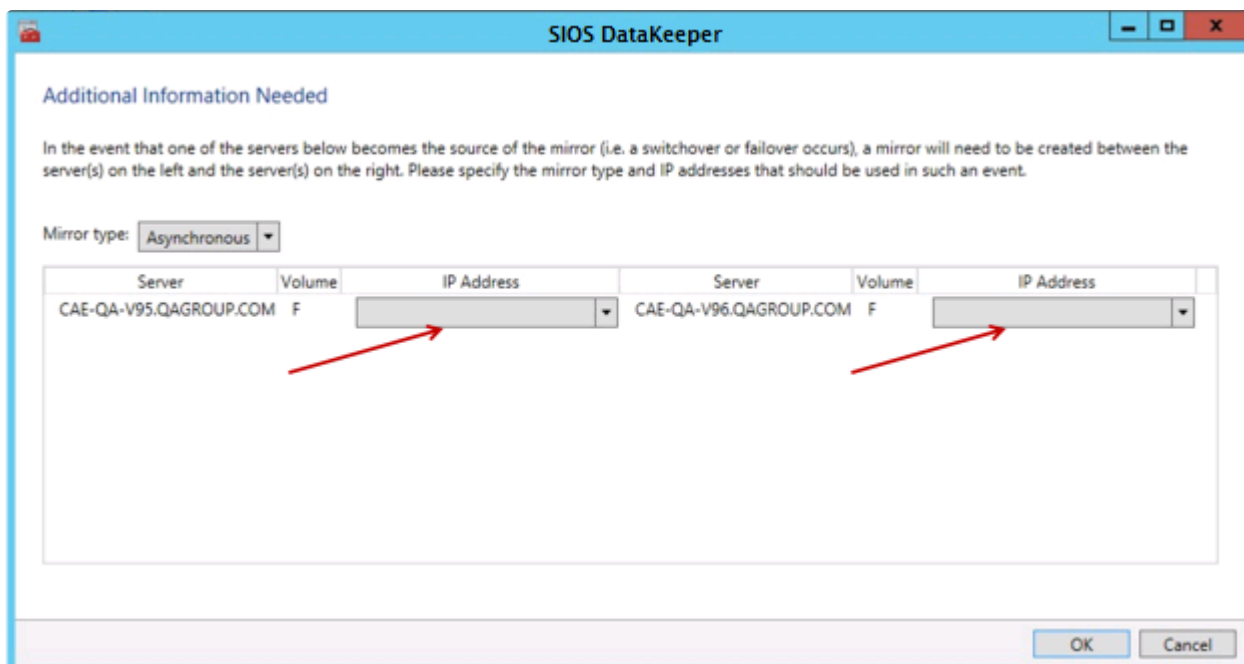 SIOS DataKeeper
Additional Information Needed
In the event that one of the servers below becomes the source of the mirror (i.e. a switchover or failover occurs), a mirror will need to be created between the
server(s) on the left and the server(s) on the right. Please specify the mirror type and IP addresses that should be used in such an event.
Mirror type: Asynchronous
Server Volume IP Address Server Volume IP Address
CAE-QA-V95.QAGROUP.COM F CAE-QA-V96.QAGROUP.COM F
OK Cancel